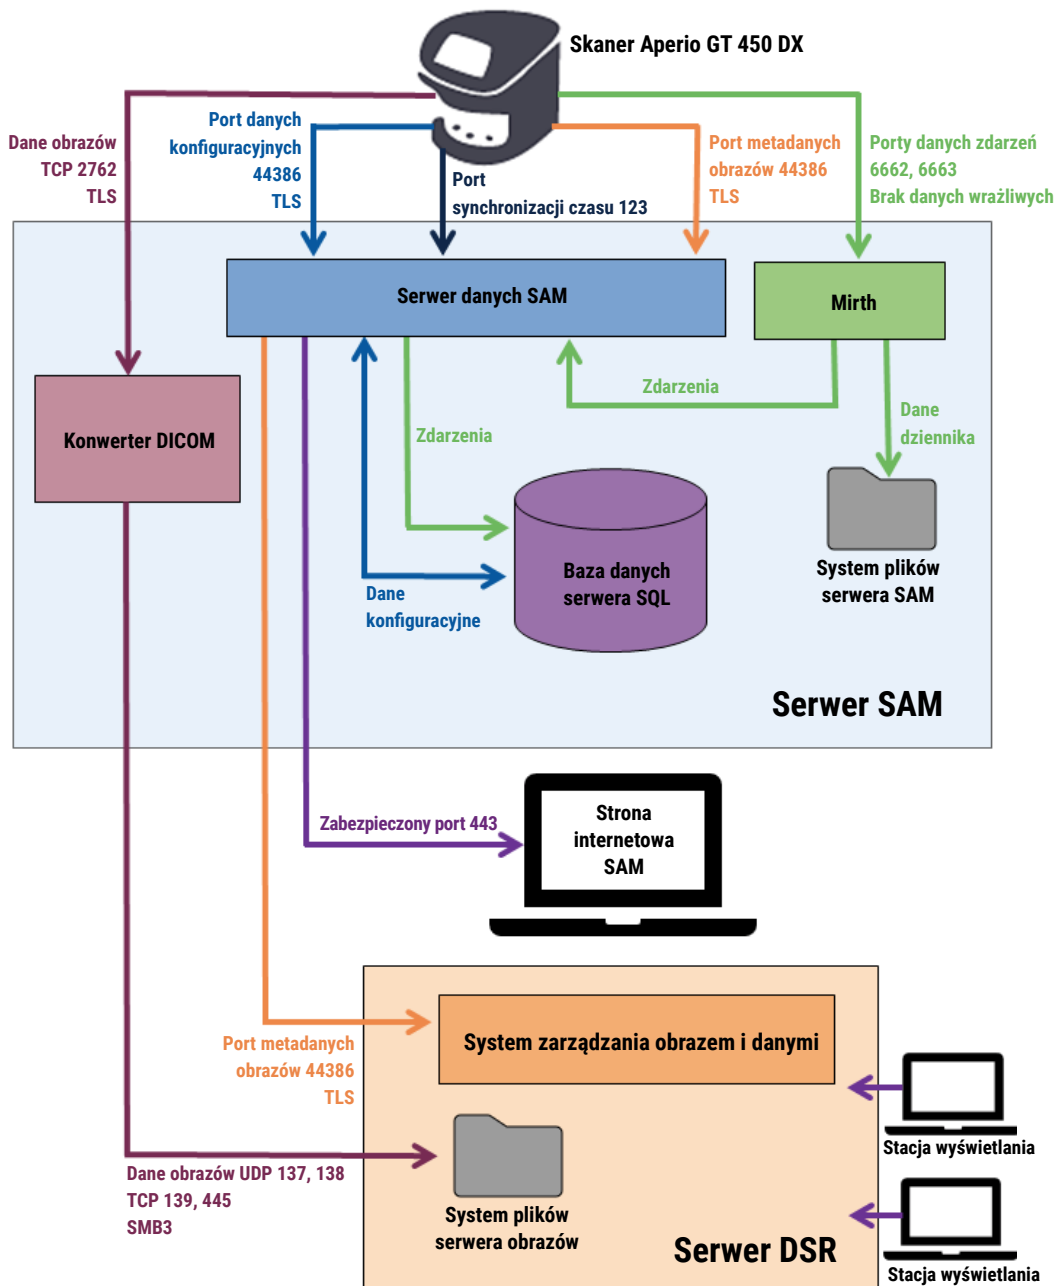 Skaner Aperio GT 450 DX
Dane obrazów
TCP 2762
TLS
Port danych
konfiguracyjnych
44386
TLS
Port
synchronizacji czasu 123
Port metadanych
obrazów 44386
TLS
Porty danych zdarzeń
6662, 6663
Brak danych wrażliwych
Serwer danych SAM
Mirth
Konwerter DICOM
Zdarzenia
Zdarzenia
Dane
dziennika
Baza danych
serwera SQL
System plików
serwera SAM
Dane
konfiguracyjne
Serwer SAM
Zabezpieczony port 443
Strona
internetowa
SAM
System zarządzania obrazem i danymi
Port metadanych
obrazów 44386
TLS
Stacja wyświetlania
Dane obrazów UDP 137, 138
TCP 139, 445
SMB3
System plików
serwera obrazów
Serwer DSR
Stacja wyświetlania